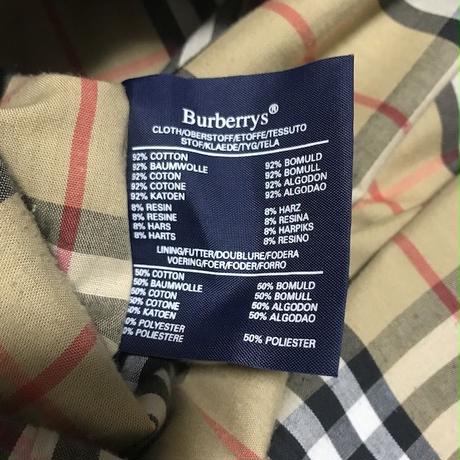 Burberrys®
CLOTH/OBERSTOFF/ETOFFE/TESSUTO
STOF/KLAEDE/TYG/TELA
92% COTTON
92% BAUMWOLLE
92% COTON
92% COTONE
92% KATOEN
92% BOMULD
92% BOMULL
92% ALGODON
92% ALGODAO
8% RESIN
8% RESINE
8% HARS
8% HARTS
8% HARZ
8% RESINA
8% HARPIKS
8% RESINO
LINING/FUTTER/DOUBLURE/FODERA
VOERING/FOER/FODER/FORRO
50% COTTON
50% BAUMWOLLE
50% COTON
50% COTONE
50% KATOEN
50% BOMULD
50% BOMULL
50% ALGODON
50% ALGODAO
50% POLYESTER
POLIESTERE
50% POLIESTER